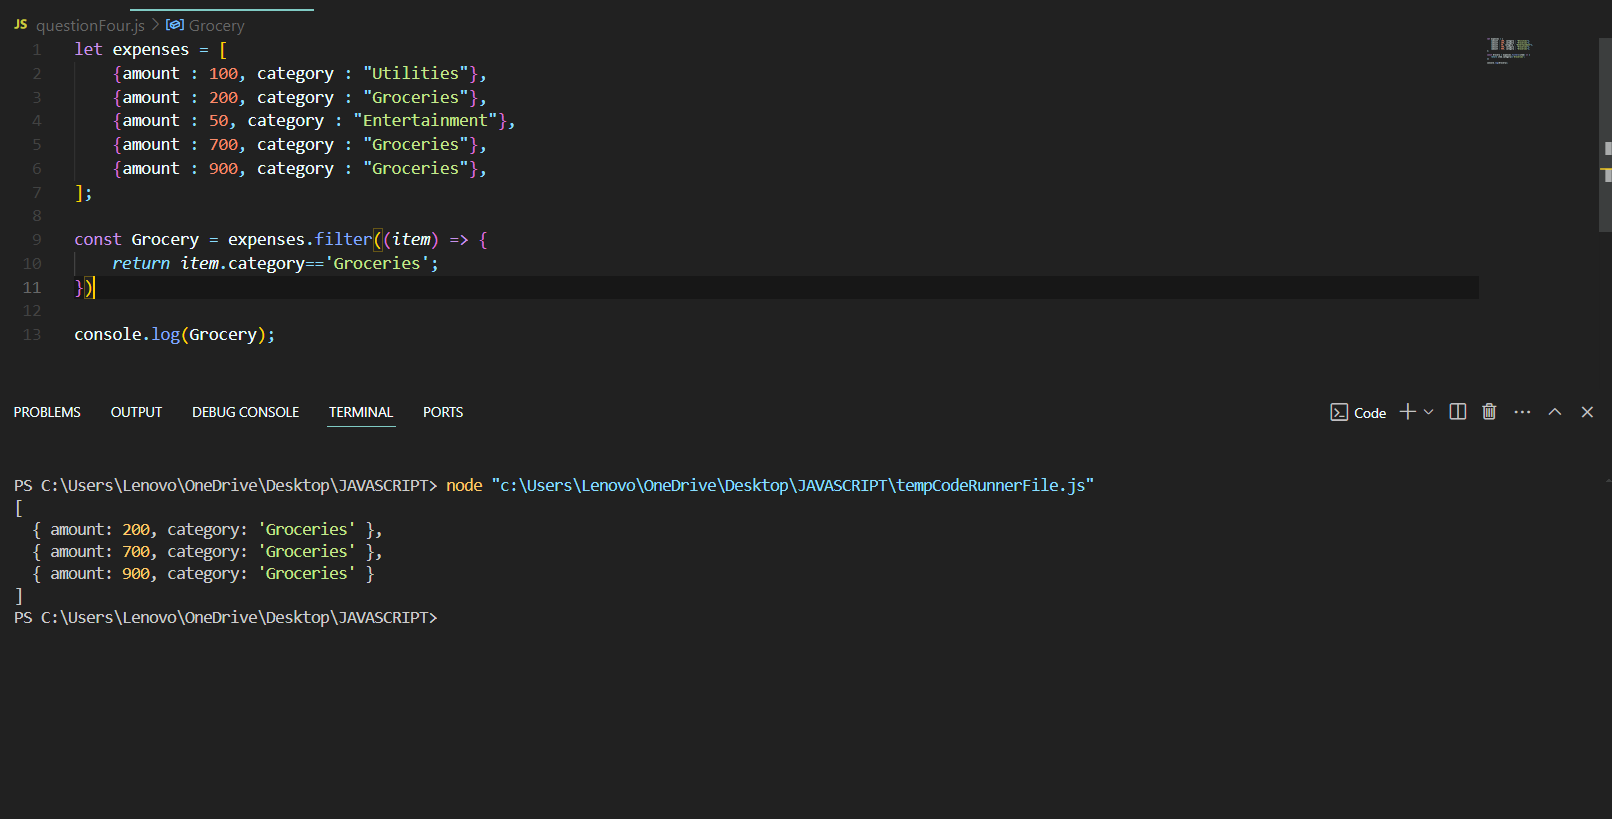 JS questionFour.js > Grocery
1 let expenses = [
2 {amount : 100, category : "Utilities"},
3 {amount : 200, category : "Groceries"},
4 {amount : 50, category : "Entertainment"},
5 {amount : 700, category : "Groceries"},
6 {amount : 900, category : "Groceries"},
7 ];
8
9 const Grocery = expenses.filter((item) => {
10 return item.category=='Groceries';
11 })
12
13 console.log(Grocery);
PROBLEMS OUTPUT DEBUG CONSOLE TERMINAL PORTS Code
PS C:\Users\Lenovo\OneDrive\Desktop\JAVASCRIPT> node "c:\Users\Lenovo\OneDrive\Desktop\JAVASCRIPT\tempCodeRunnerFile.js"
[
{ amount: 200, category: 'Groceries' },
{ amount: 700, category: 'Groceries' },
{ amount: 900, category: 'Groceries' }
]
PS C:\Users\Lenovo\OneDrive\Desktop\JAVASCRIPT>